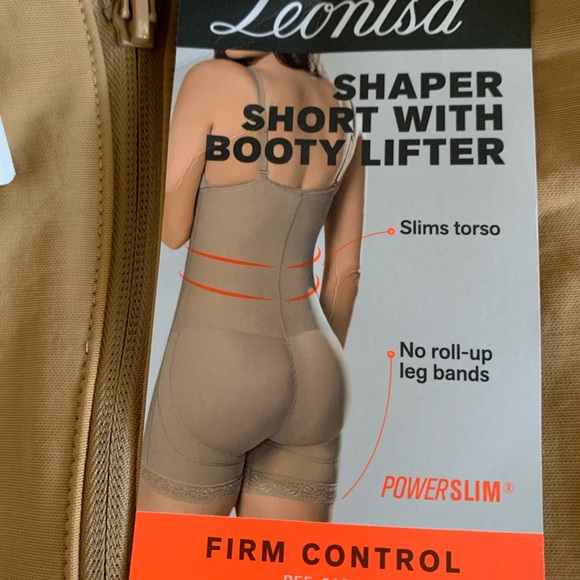 Leonisa
SHAPER
SHORT WITH
BOOTY LIFTER
Slims torso
No roll-up
leg bands
POWERSLIM®
FIRM CONTROL